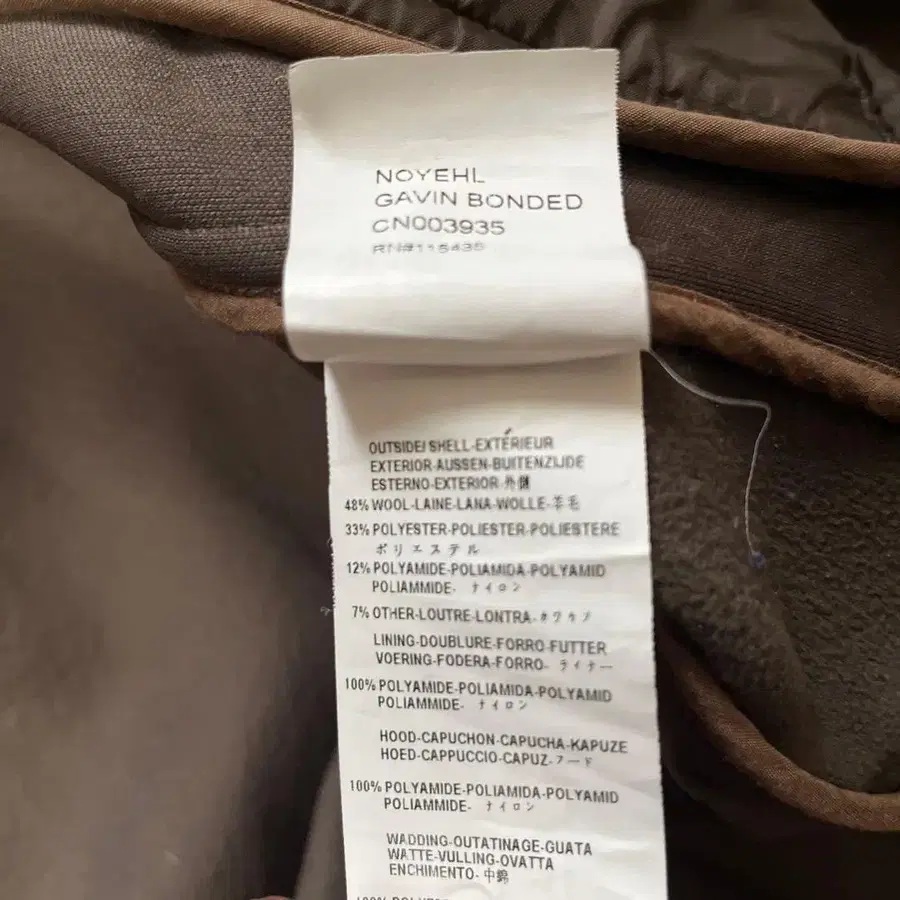 NOYEHL
GAVIN BONDED
CN003935
RN#116435
OUTSIDE/ SHELL-EXTÉRIEUR
EXTERIOR-AUSSEN-BUITENZIJDE
ESTERNO-EXTERIOR-外側
48% WOOL-LAINE-LANA-WOLLE-羊毛
33% POLYESTER-POLIESTER-POLIESTERE
ポリエステル
12% POLYAMIDE-POLIAMIDA-POLYAMID
POLIAMMIDE- ナイロン
7% OTHER-LOUTRE-LONTRA-カワウソ
LINING-DOUBLURE-FORRO-FUTTER
VOERING-FODERA-FORRO- ライナー
100% POLYAMIDE-POLIAMIDA-POLYAMID
POLIAMMIDE- ナイロン
HOOD-CAPUCHON-CAPUCHA-KAPUZE
HOED-CAPPUCCIO-CAPUZ-フード
100% POLYAMIDE-POLIAMIDA-POLYAMID
POLIAMMIDE- ナイロン
WADDING-OUTATINAGE-GUATA
WATTE-VULLING-OVATTA
ENCHIMENTO-中錦